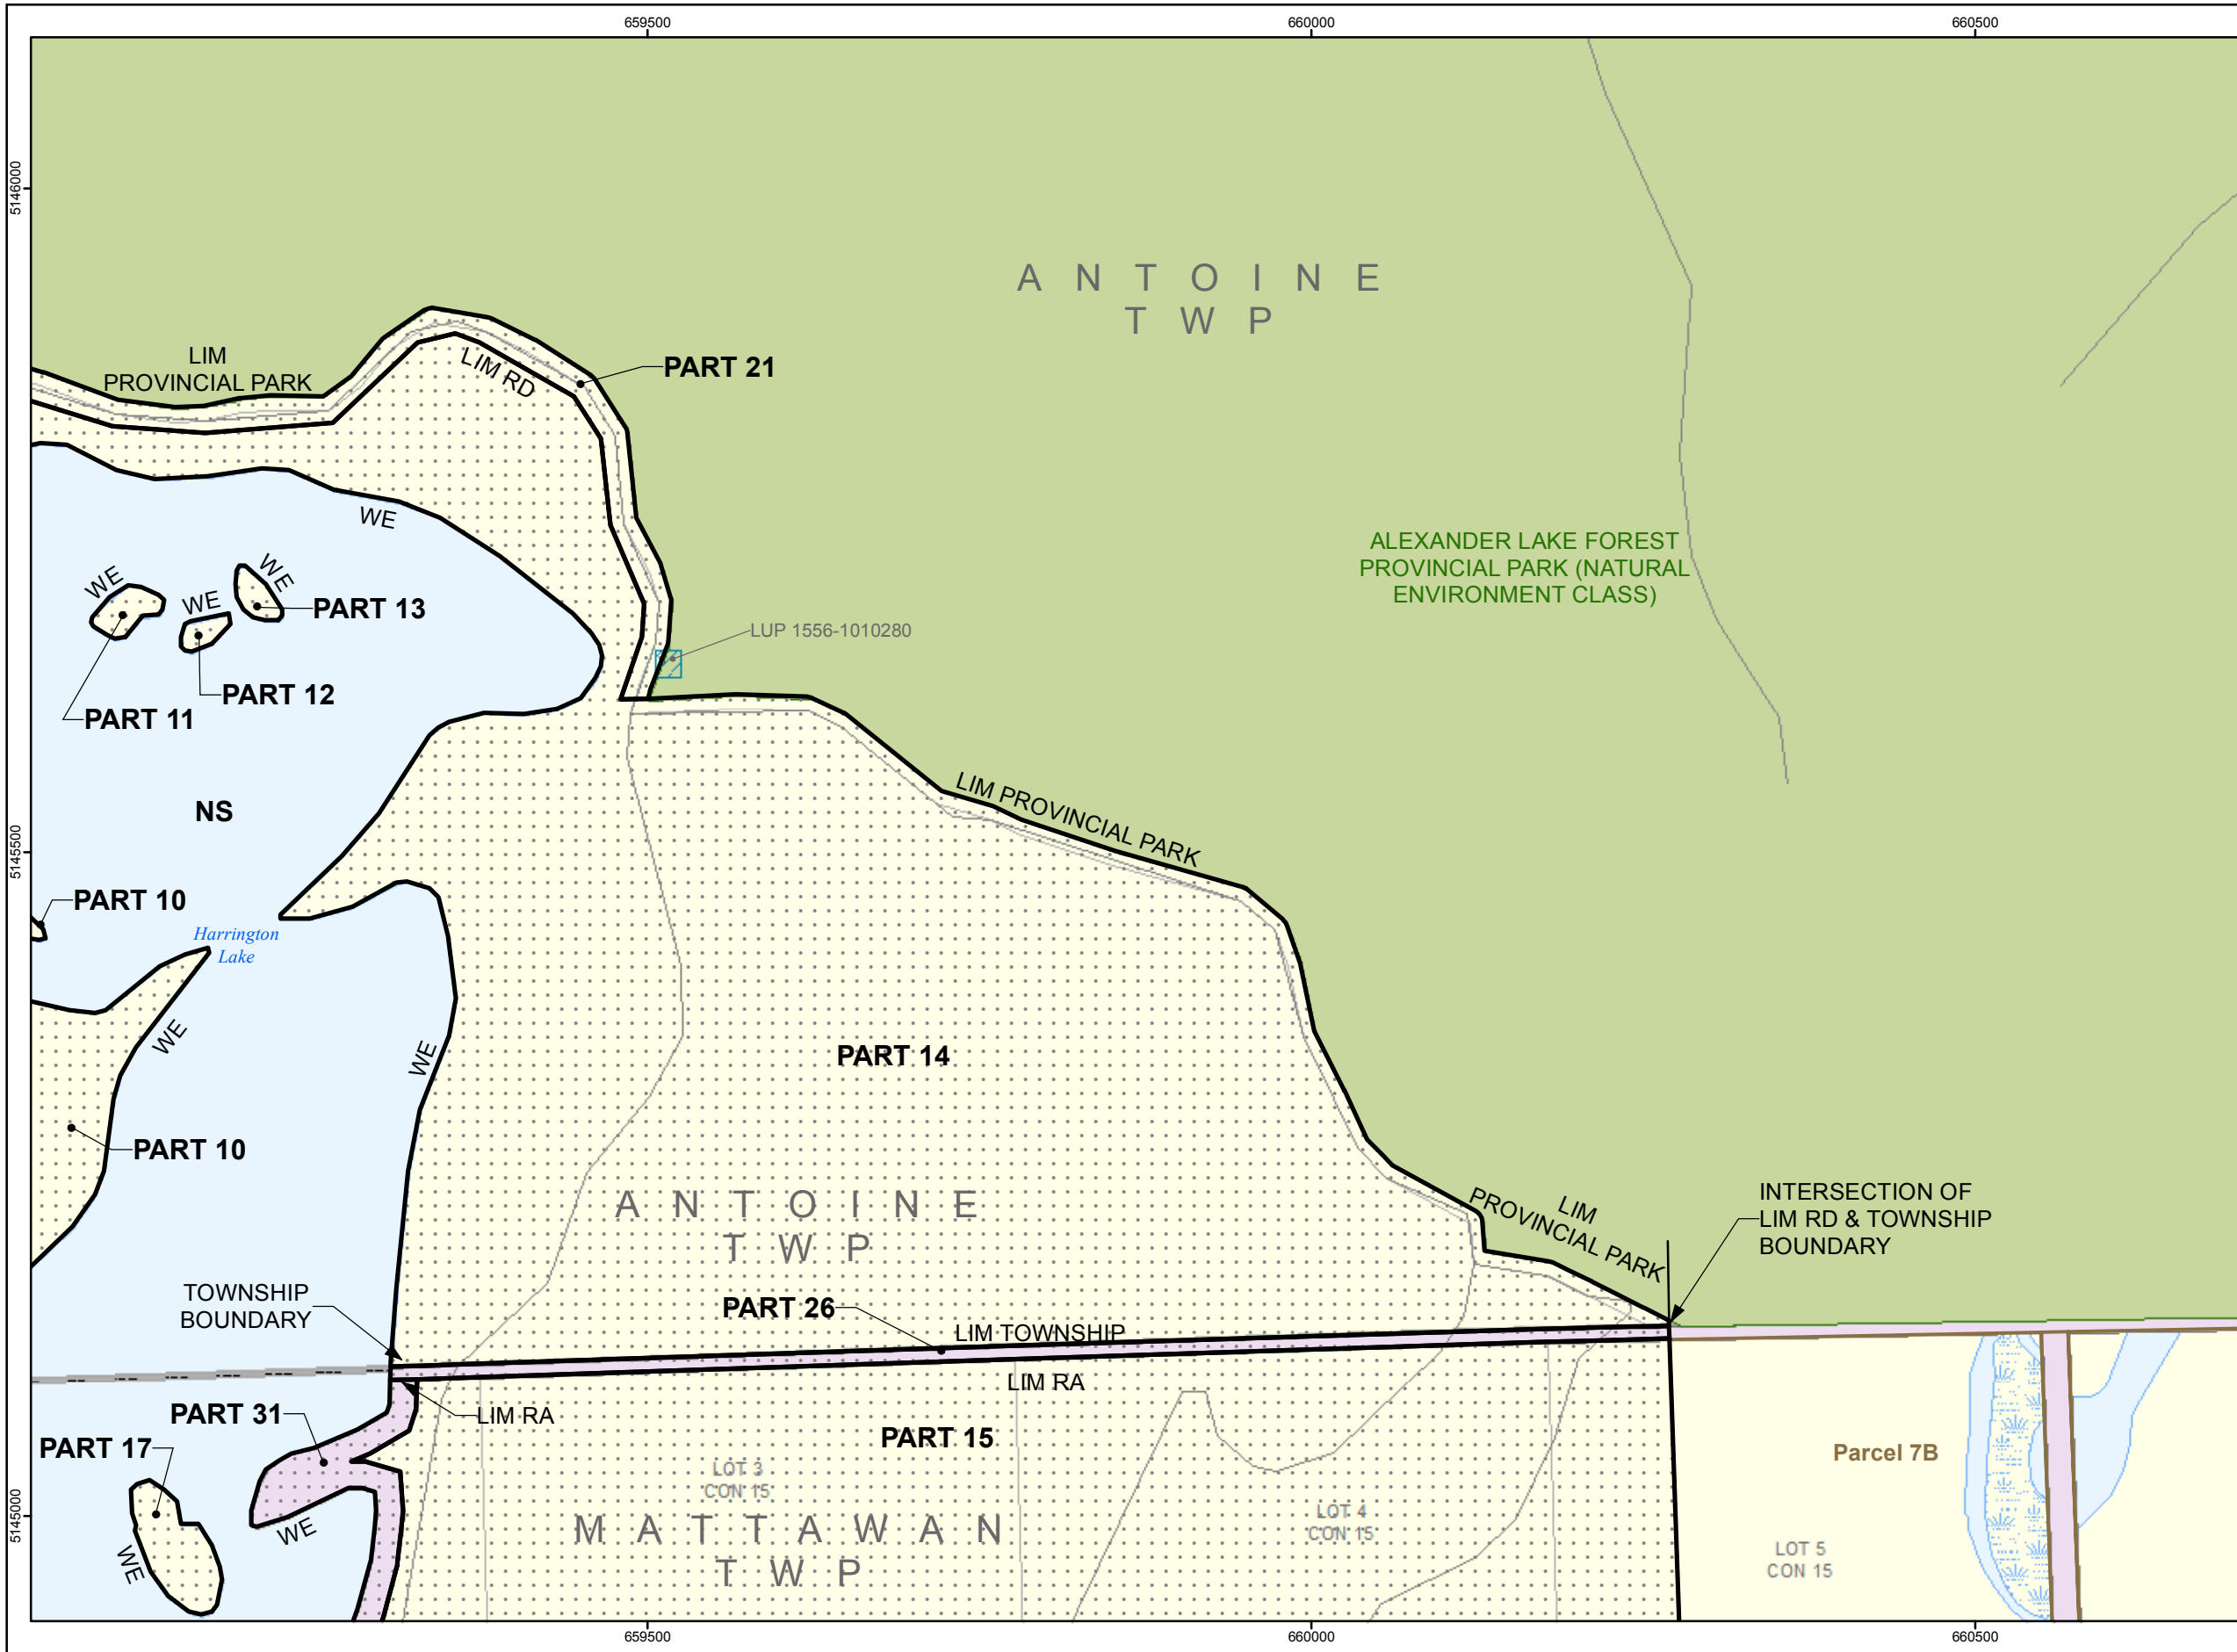 659500
660000
660500
5146000
A N T O I N E
T W P
LIM
PROVINCIAL PARK
LIM RD
PART 21
WE
ALEXANDER LAKE FOREST
PROVINCIAL PARK (NATURAL
ENVIRONMENT CLASS)
WE
WE
WE
PART 13
LUP 1556-1010280
PART 12
PART 11
LIM PROVINCIAL PARK
NS
5145500
PART 10
Harrington
Lake
WE
WE
PART 14
PART 10
A N T O I N E
T W P
LIM
PROVINCIAL PARK
INTERSECTION OF
LIM RD & TOWNSHIP
BOUNDARY
TOWNSHIP
BOUNDARY
PART 26
LIM TOWNSHIP
LIM RA
LIM RA
PART 31
PART 17
PART 15
Parcel 7B
LOT 3
CON 15
LOT 4
CON 15
5145000
WE
WE
M A T T A W A N
T W P
LOT 5
CON 15
659500
660000
660500